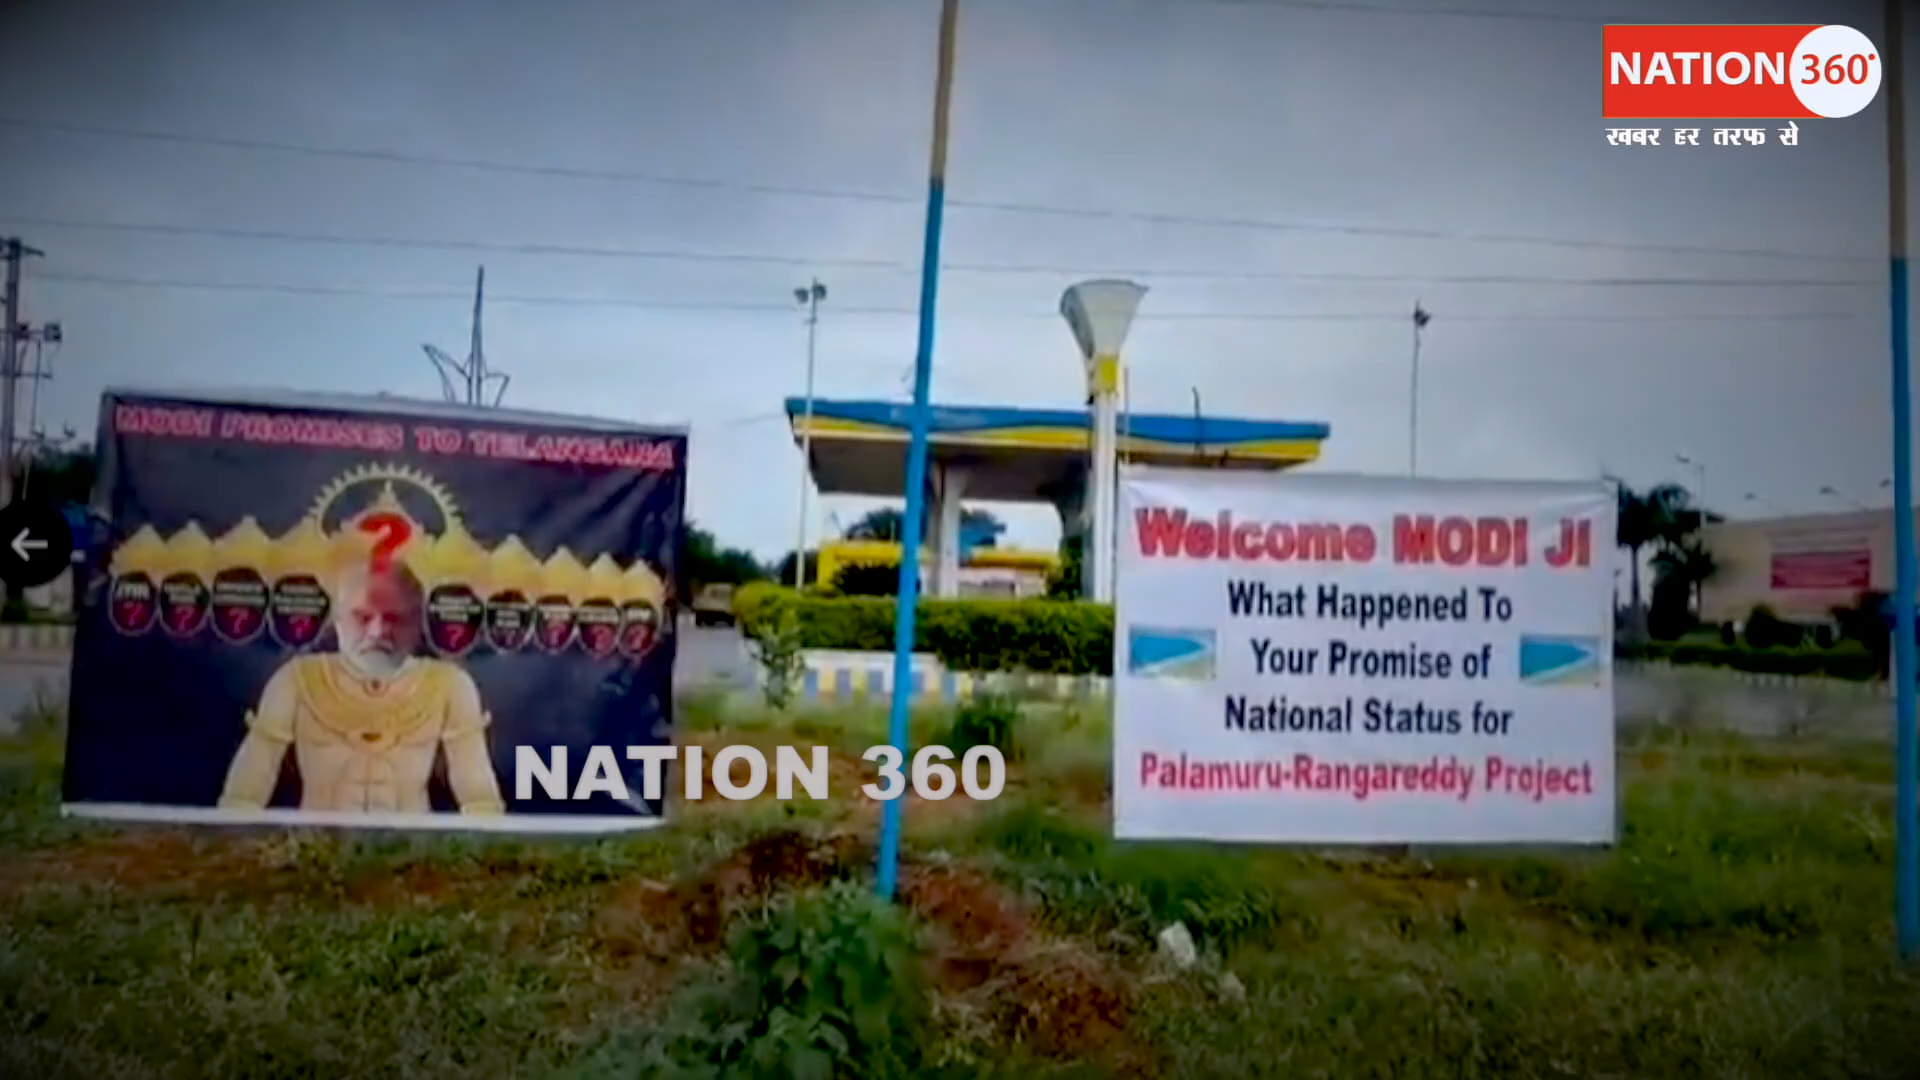 NATION 360°
खबर हर तरफ से
MODI PROMISES TO TELANGANA
?
ITIR
? ? ? ? ? ? ? ? ?
Welcome MODI JI
What Happened To
Your Promise of
National Status for
Palamuru-Rangareddy Project
NATION 360